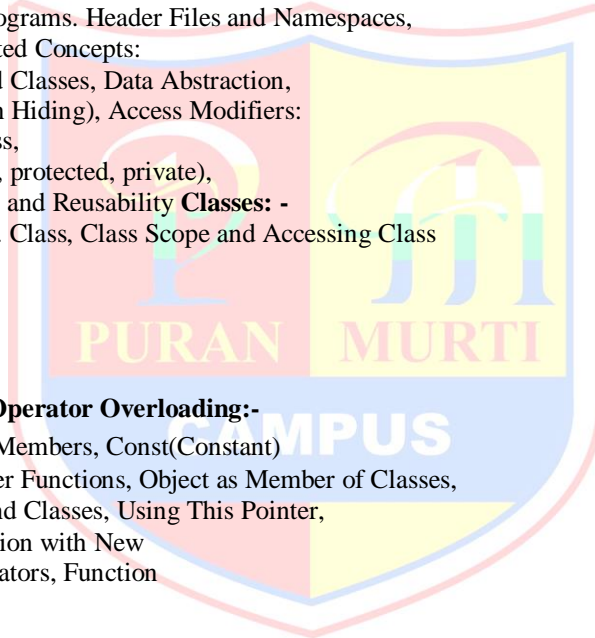 ograms. Header Files and Namespaces,
ted Concepts:
d Classes, Data Abstraction,
n Hiding), Access Modifiers:
ss,
, protected, private),
and Reusability Classes: -
. Class, Class Scope and Accessing Class
PURAN MURTI
Operator Overloading:-
CAMPUS
Members, Const(Constant)
er Functions, Object as Member of Classes,
nd Classes, Using This Pointer,
tion with New
ators, Function